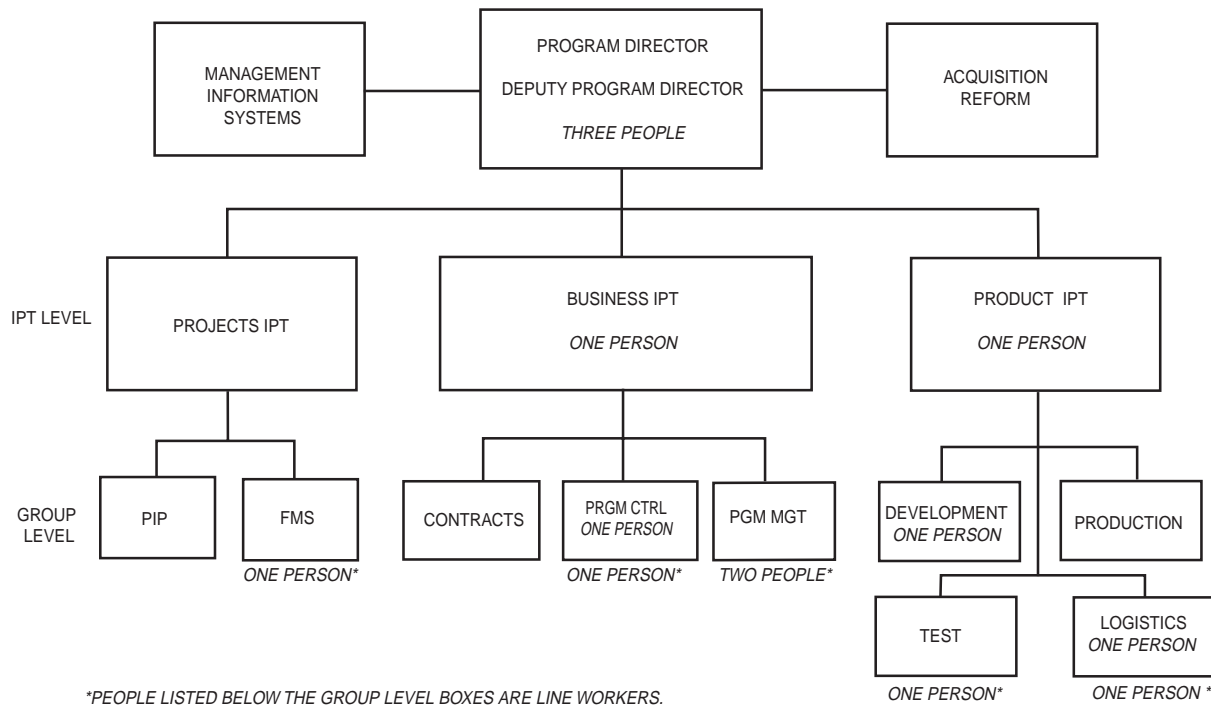 MANAGEMENT
INFORMATION
SYSTEMS
PROGRAM DIRECTOR
DEPUTY PROGRAM DIRECTOR
THREE PEOPLE
ACQUISITION
REFORM
IPT LEVEL
PROJECTS IPT
BUSINESS IPT
ONE PERSON
PRODUCT IPT
ONE PERSON
GROUP
LEVEL
PIP
FMS
ONE PERSON*
CONTRACTS
PRGM CTRL
ONE PERSON
ONE PERSON*
PGM MGT
TWO PEOPLE*
DEVELOPMENT
ONE PERSON
PRODUCTION
TEST
ONE PERSON*
LOGISTICS
ONE PERSON
ONE PERSON *
*PEOPLE LISTED BELOW THE GROUP LEVEL BOXES ARE LINE WORKERS.